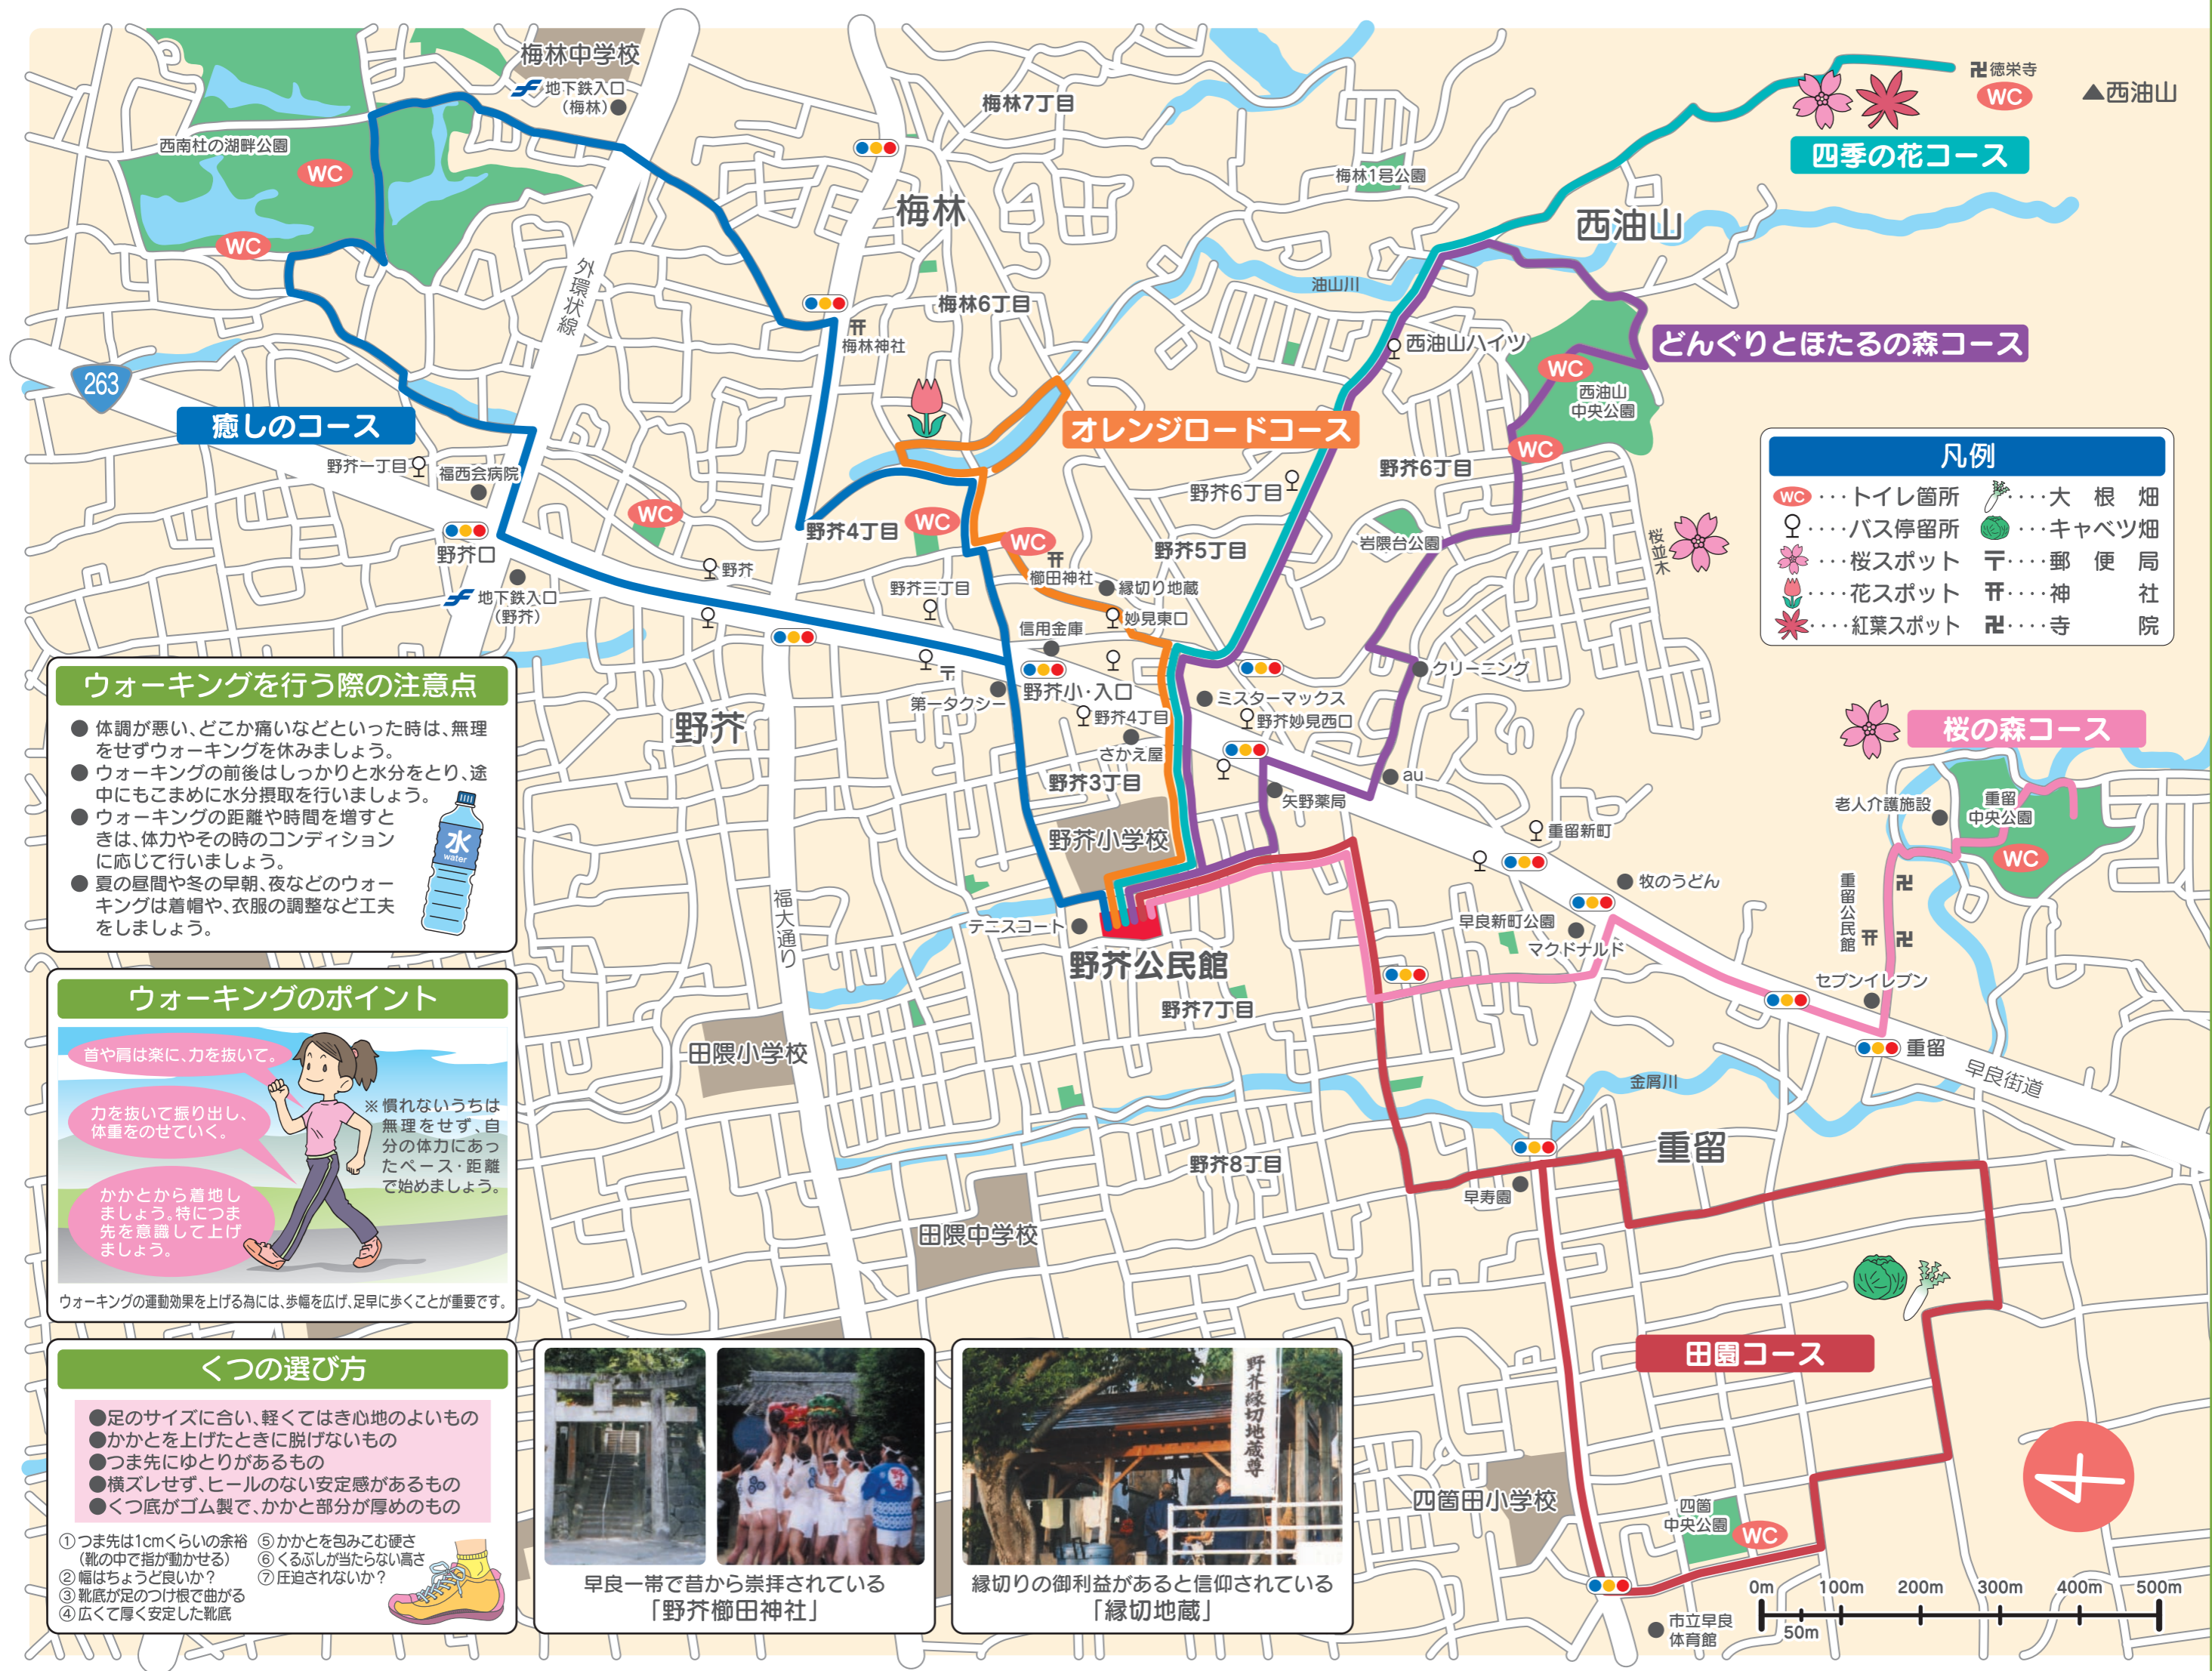 梅林中学校
地下鉄入口
(梅林)
梅林7丁目
卍徳栄寺
WC
▲西油山
西南杜の湖畔公園
WC
WC
梅林1号公園
四季の花コース
梅林
西油山
外環状線
油山川
梅林6丁目
梅林神社
西油山ハイツ
どんぐりとほたるの森コース
WC
西油山
中央公園
WC
263
癒しのコース
オレンジロードコース
野芥一丁目
福西会病院
野芥6丁目
野芥6丁目
凡例
WC ・・・トイレ箇所
・・・・バス停留所
・・・桜スポット
・・・・花スポット
・・・・紅葉スポット
・・・・大根畑
・・・キャベツ畑
〒・・・・郵便局
・・・・神社
卍・・・・寺院
WC
野芥4丁目
WC
WC
野芥口
野芥5丁目
岩隈台公園
桜並木
野芥
櫛田神社
縁切り地蔵
野芥三丁目
地下鉄入口
(野芥)
妙見東口
信用金庫
クリーニング
〒
第一タクシー
野芥小・入口
野芥4丁目
ミスターマックス
野芥妙見西口
野芥
さかえ屋
野芥3丁目
au
矢野薬局
桜の森コース
老人介護施設
重留
中央公園
WC
野芥小学校
重留新町
牧のうどん
早良新町公園
マクドナルド
重留公民館
卍
卍
テニスコート
野芥公民館
福大通り
野芥7丁目
セブンイレブン
重留
早良街道
田隈小学校
金屑川
野芥8丁目
重留
早寿園
田隈中学校
田園コース
四箇田小学校
四箇
中央公園
WC
市立早良
体育館
0m 100m 200m 300m 400m 500m
50m
ウォーキングを行う際の注意点
● 体調が悪い、どこか痛いなどといった時は、無理
をせずウォーキングを休みましょう。
● ウォーキングの前後はしっかりと水分をとり、途
中にもこまめに水分摂取を行いましょう。
● ウォーキングの距離や時間を増すと
きは、体力やその時のコンディション
に応じて行いましょう。
● 夏の昼間や冬の早朝、夜などのウォー
キングは着帽や、衣服の調整など工夫
をしましょう。
水
water
ウォーキングのポイント
首や肩は楽に、力を抜いて。
力を抜いて振り出し、
体重をのせていく。
かかとから着地し
ましょう。特につま
先を意識して上げ
ましょう。
※慣れないうちは
無理をせず、自
分の体力にあっ
たペース・距離
で始めましょう。
ウォーキングの運動効果を上げる為には、歩幅を広げ、足早に歩くことが重要です。
くつの選び方
●足のサイズに合い、軽くてはき心地のよいもの
●かかとを上げたときに脱げないもの
●つま先にゆとりがあるもの
●横ズレせず、ヒールのない安定感があるもの
●くつ底がゴム製で、かかと部分が厚めのもの
①つま先は1cmくらいの余裕
(靴の中で指が動かせる)
②幅はちょうど良いか?
③靴底が足のつけ根で曲がる
④広くて厚く安定した靴底
⑤かかとを包みこむ硬さ
⑥くるぶしが当たらない高さ
⑦圧迫されないか?
早良一帯で昔から崇拝されている
「野芥櫛田神社」
野芥縁切地蔵尊
縁切りの御利益があると信仰されている
「縁切地蔵」